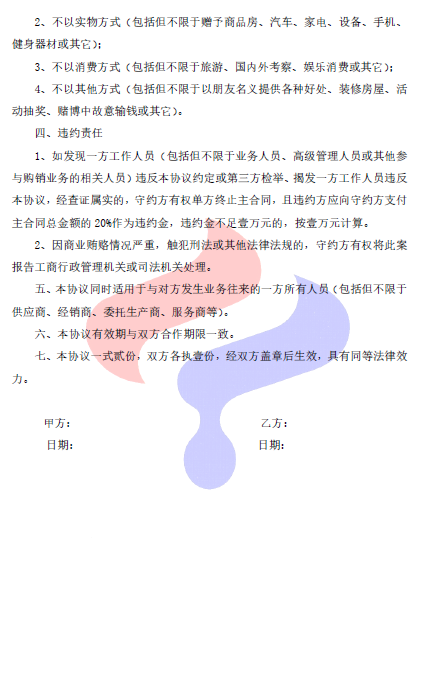 2、不以实物方式（包括但不限于赠予商品房、汽车、家电、设备、手机、
健身器材或其它）；
3、不以消费方式（包括但不限于旅游、国内外考察、娱乐消费或其它）；
4、不以其他方式（包括但不限于以朋友名义提供各种好处、装修房屋、活
动抽奖、赌博中故意输钱或其它）。
四、违约责任
1、如发现一方工作人员（包括但不限于业务人员、高级管理人员或其他参
与购销业务的相关人员）违反本协议约定或第三方检举、揭发一方工作人员违反
本协议，经查证属实的，守约方有权单方终止主合同，且违约方应向守约方支付
主合同总金额的 20%作为违约金，违约金不足壹万元的，按壹万元计算。
2、因商业贿赂情况严重，触犯刑法或其他法律法规的，守约方有权将此案
报告工商行政管理机关或司法机关处理。
五、本协议同时适用于与对方发生业务往来的一方所有人员（包括但不限于
供应商、经销商、委托生产商、服务商等）。
六、本协议有效期与双方合作期限一致。
七、本协议一式贰份，双方各执壹份，经双方盖章后生效，具有同等法律效
力。
甲方： 乙方：
日期： 日期：